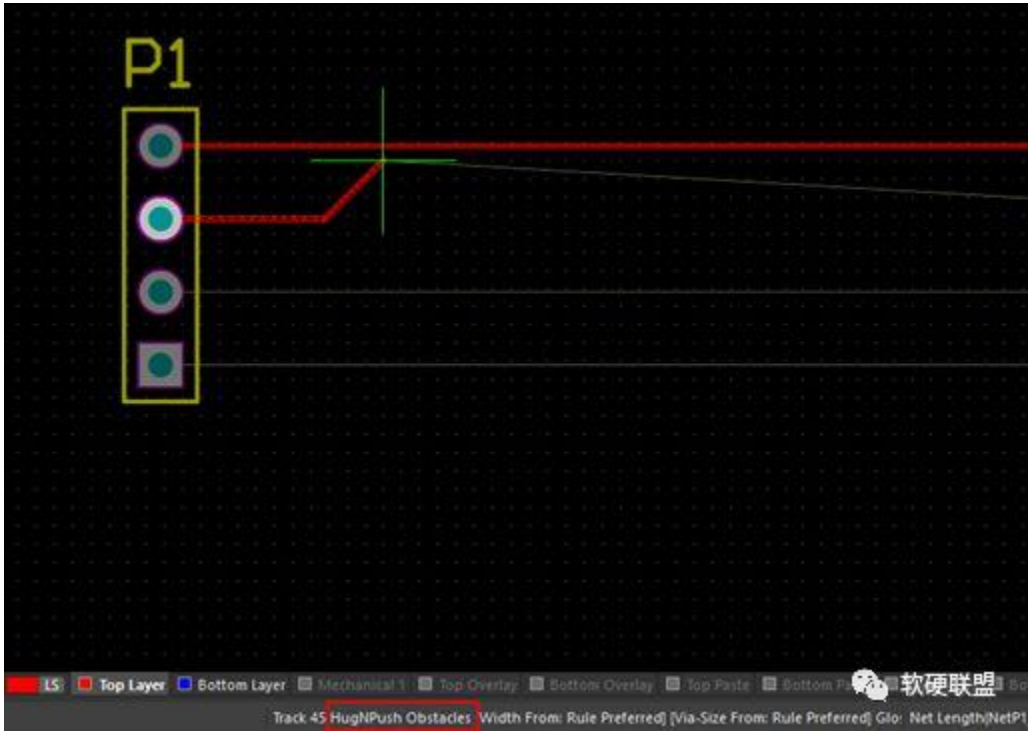 P1
LS Top Layer Bottom Layer Mechanical 1 Top Overlay Bottom Overlay Top Paste Bottom
软硬联盟
Track 45 HugNPush Obstacles Width From: Rule Preferred] [Via-Size From: Rule Preferred] Glo Net Length(NetP1